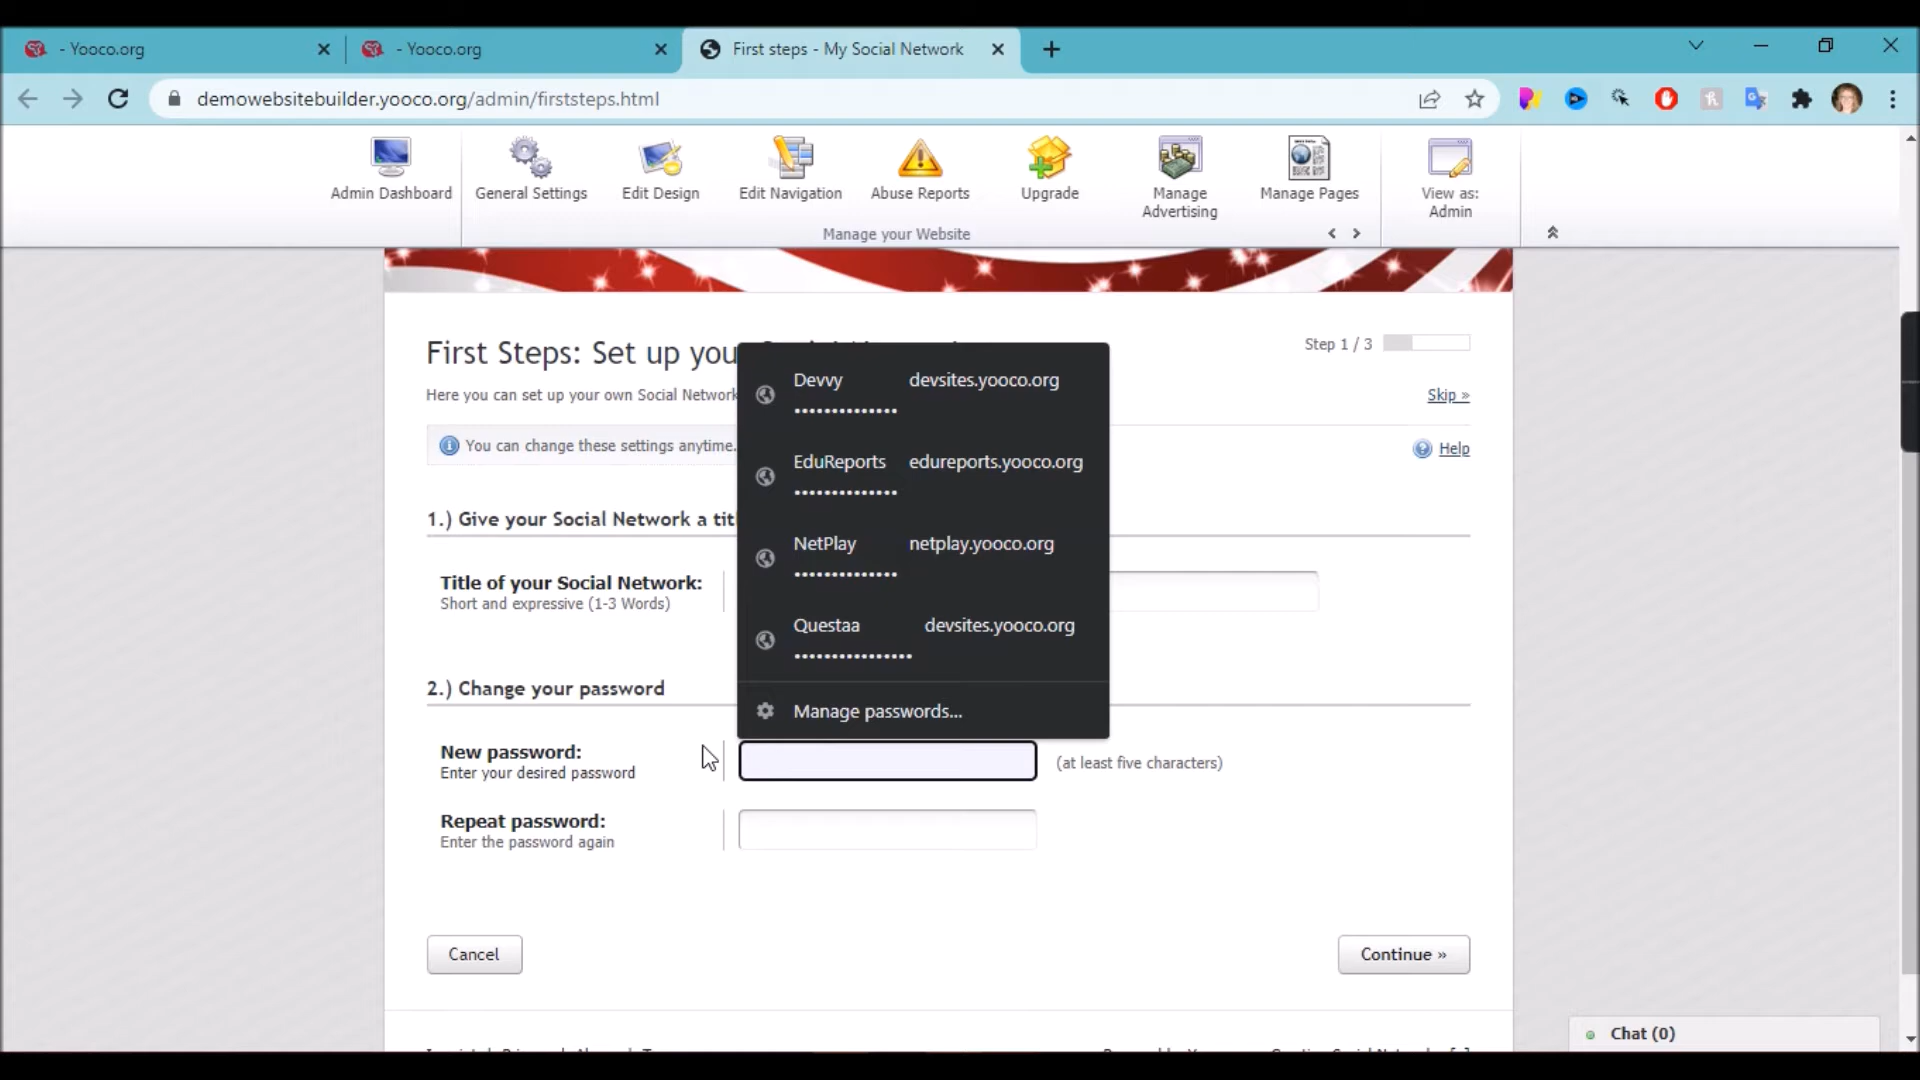 - Yooco.org
- Yooco.org
First steps - My Social Network
demowebsitebuilder.yooco.org/admin/firststeps.html
Admin Dashboard
General Settings
Edit Design
Edit Navigation
Abuse Reports
Upgrade
Manage Advertising
Manage Pages
View as: Admin
Manage your Website
First Steps: Set up you
Step 1 / 3
Here you can set up your own Social Network
Skip »
You can change these settings anytime.
Help
Devvy devsites.yooco.org
••••••••••••••
EduReports edureports.yooco.org
••••••••••••••
NetPlay netplay.yooco.org
••••••••••••••
Questaa devsites.yooco.org
••••••••••••••••
Manage passwords...
1.) Give your Social Network a titl
Title of your Social Network:
Short and expressive (1-3 Words)
2.) Change your password
New password:
Enter your desired password
(at least five characters)
Repeat password:
Enter the password again
Cancel
Continue »
Chat (0)